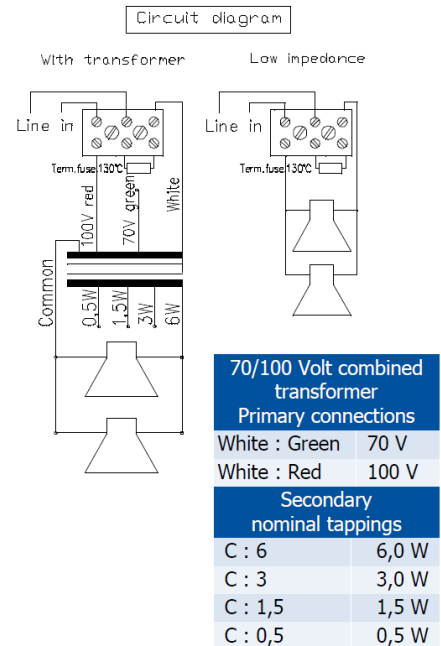 Circuit diagram
With transformer
Low impedance
Line in
Line in
Term.fuse.130°C
Term.fuse.130°C
100V red
70V green
White
Common
0,5W
1,5W
3W
6W
70/100 Volt combined
transformer
Primary connections
White : Green 70 V
White : Red 100 V
Secondary
nominal tappings
C : 6 6,0 W
C : 3 3,0 W
C : 1,5 1,5 W
C : 0,5 0,5 W